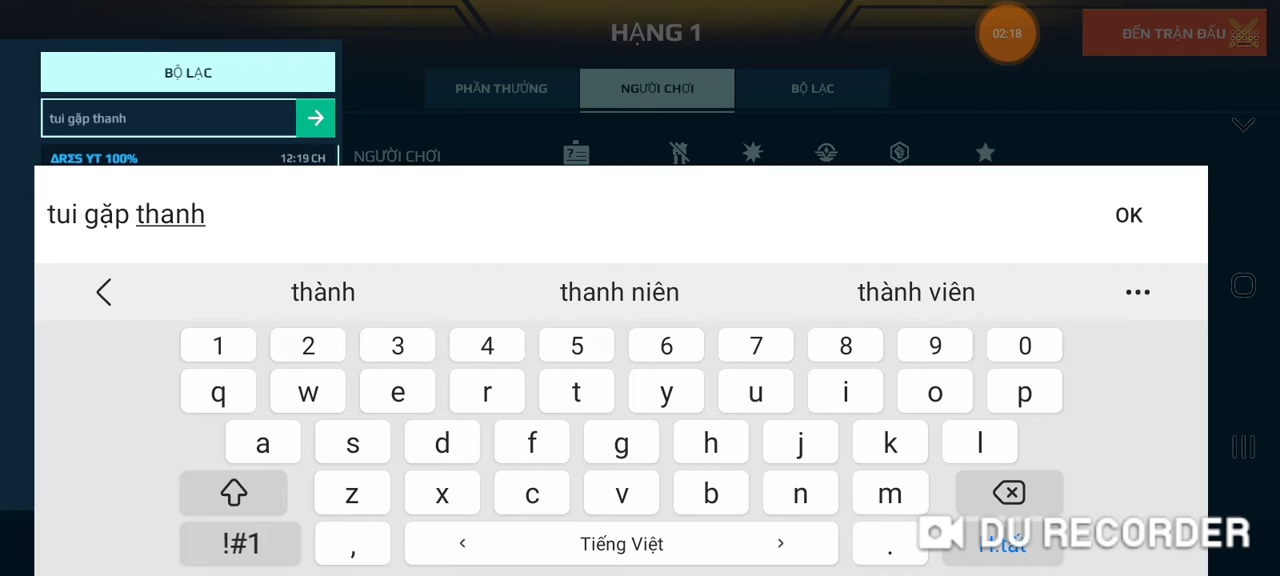 HẠNG 1
02:18
ĐẾN TRẬN ĐẤU
BỘ LẠC
PHẦN THƯỞNG
NGƯỜI CHƠI
BỘ LẠC
tui gặp thanh
ΔRΣS YT 100%
12:19 CH
NGƯỜI CHƠI
tui gặp thanh
OK
thành
thanh niên
thành viên
1 2 3 4 5 6 7 8 9 0
q w e r t y u i o p
a s d f g h j k l
z x c v b n m
!#1 , Tiếng Việt .
DU RECORDER